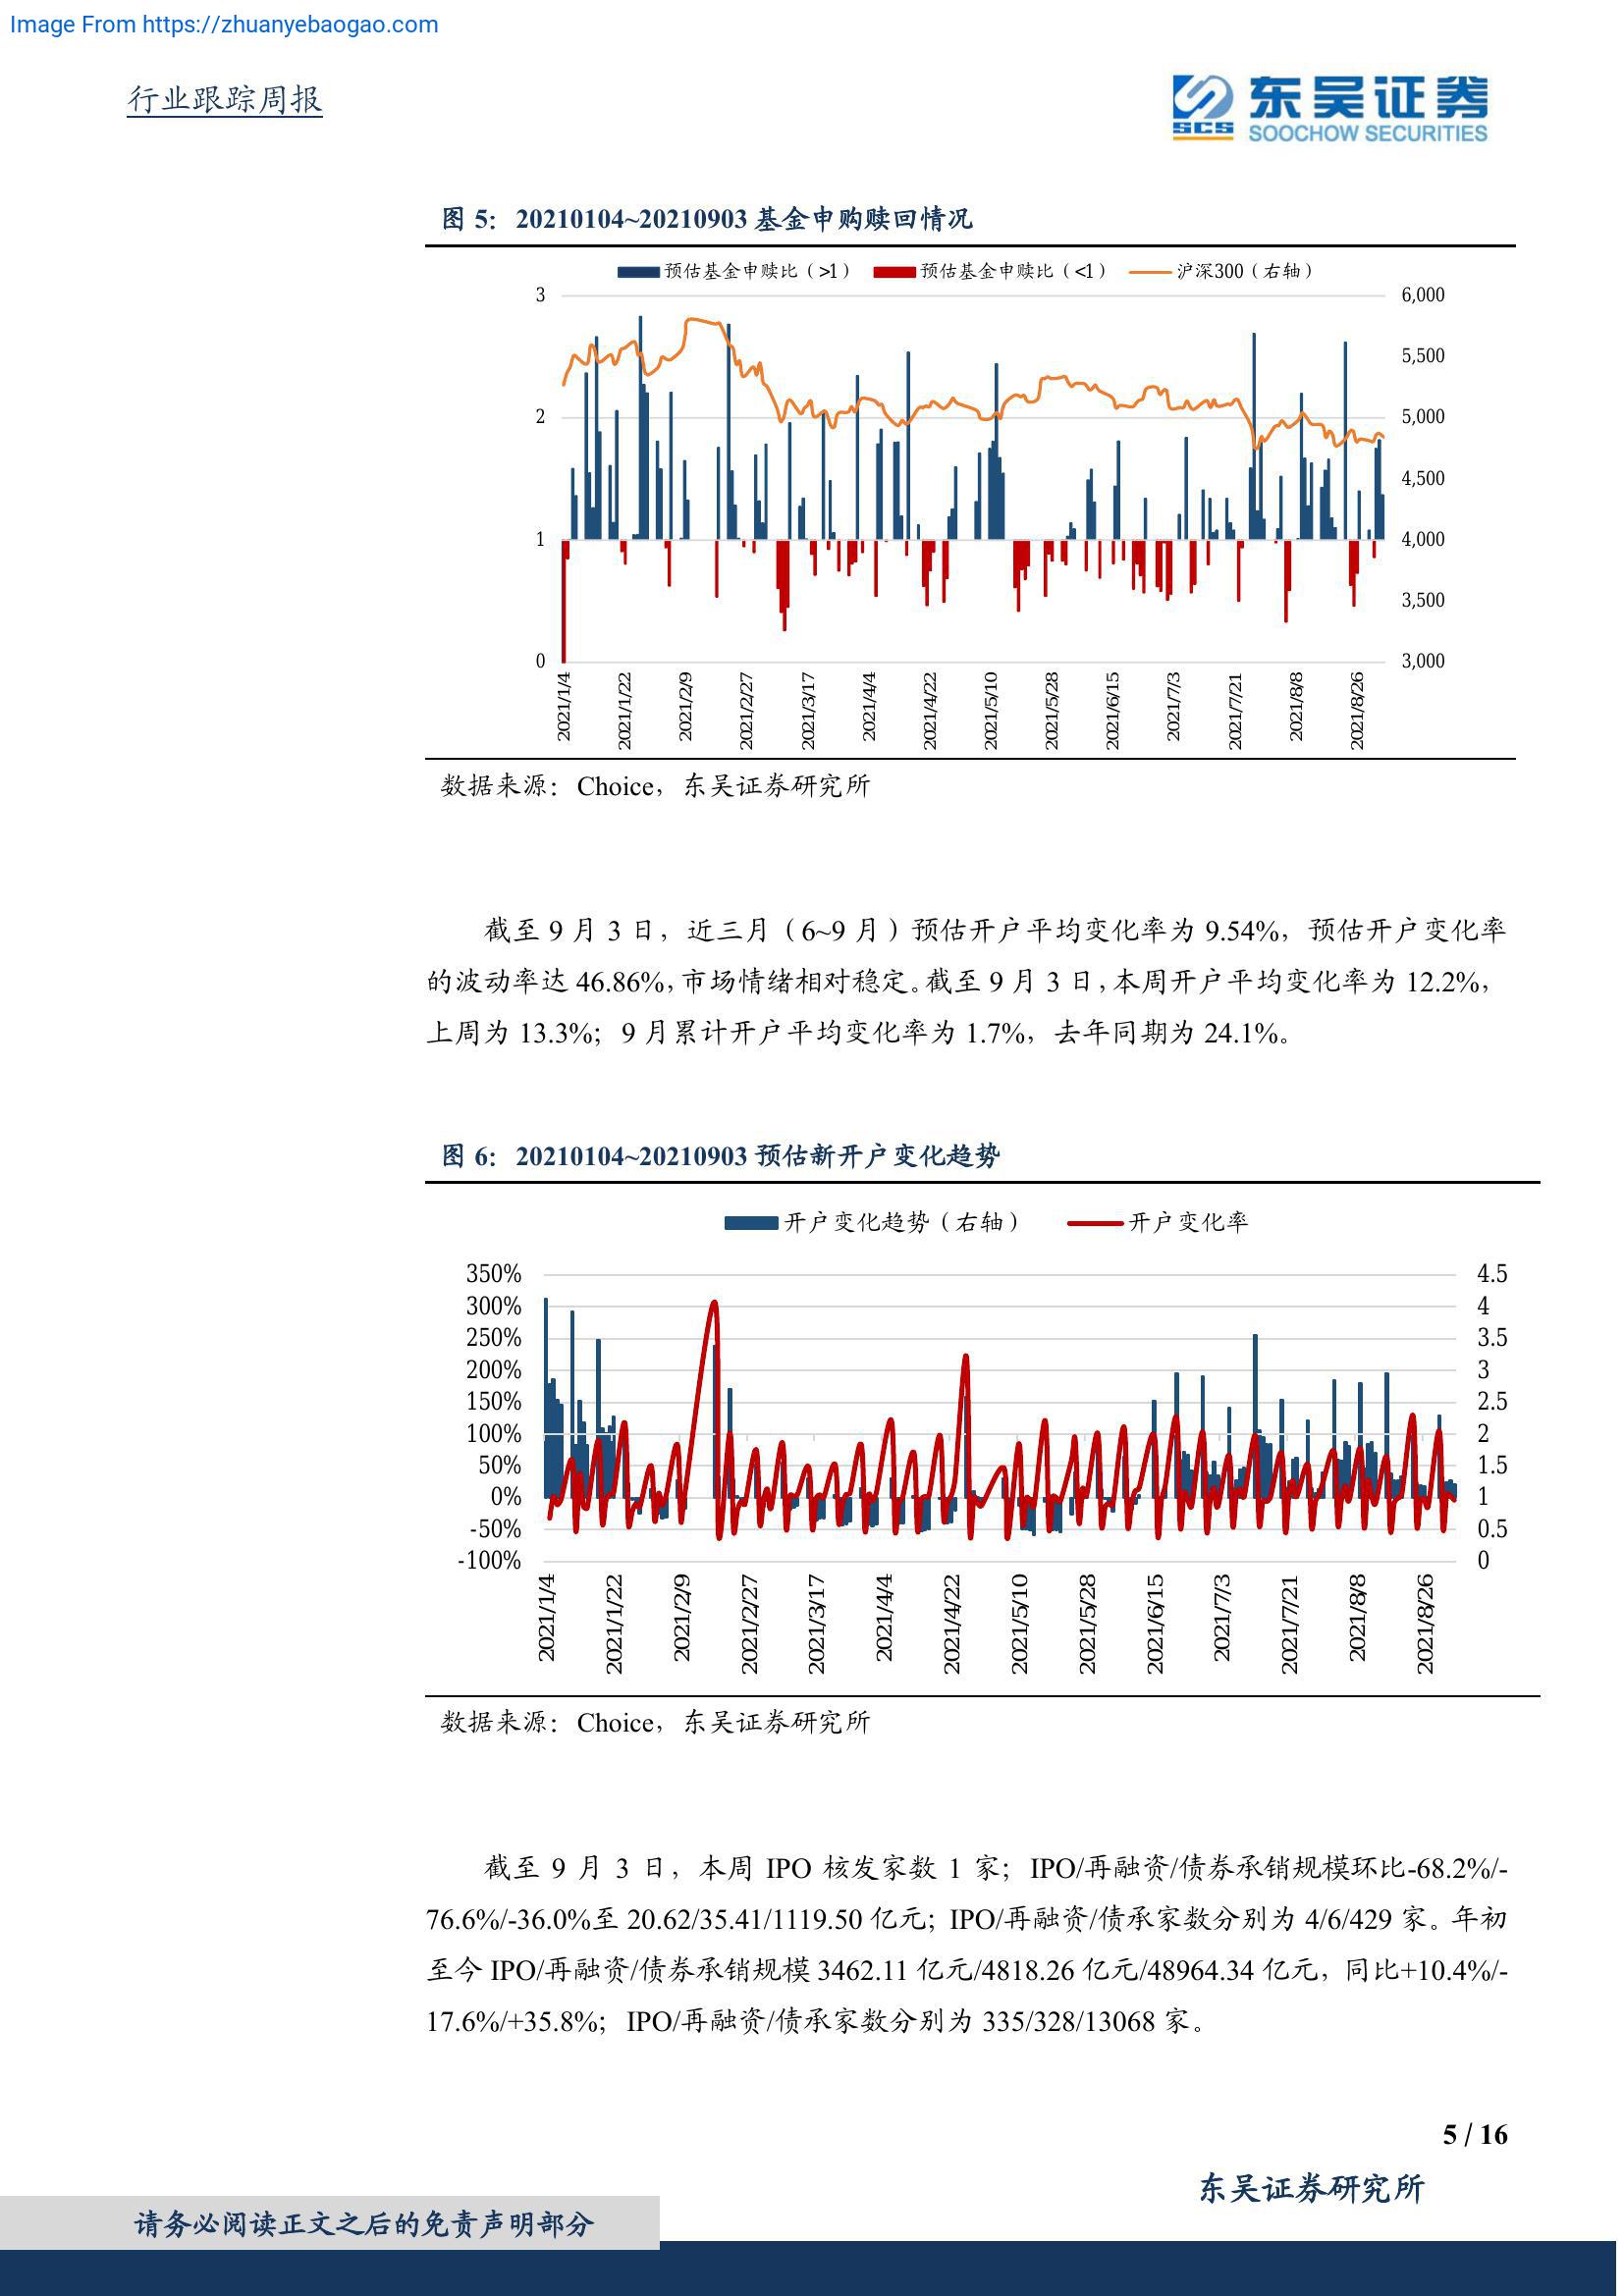 Image From https://zhuanyebaogao.com
行业跟踪周报
东吴证券
SCS
SOOCHOW SECURITIES
图 5： 20210104~20210903 基金申购赎回情况
预估基金申赎比（>1） 预估基金申赎比（<1） 沪深300（右轴）
3 6,000
5,500
2 5,000
4,500
1 4,000
3,500
0 3,000
2021/1/4 2021/1/22 2021/2/9 2021/2/27 2021/3/17 2021/4/4 2021/4/22 2021/5/10 2021/5/28 2021/6/15 2021/7/3 2021/7/21 2021/8/8 2021/8/26
数据来源： Choice，东吴证券研究所
截至 9 月 3 日，近三月（6~9 月）预估开户平均变化率为 9.54%，预估开户变化率
的波动率达 46.86%，市场情绪相对稳定。截至 9 月 3 日，本周开户平均变化率为 12.2%，
上周为 13.3%；9 月累计开户平均变化率为 1.7%，去年同期为 24.1%。
图 6： 20210104~20210903 预估新开户变化趋势
开户变化趋势（右轴） 开户变化率
350% 4.5
300% 4
250% 3.5
200% 3
150% 2.5
100% 2
50% 1.5
0% 1
-50% 0.5
-100% 0
2021/1/4 2021/1/22 2021/2/9 2021/2/27 2021/3/17 2021/4/4 2021/4/22 2021/5/10 2021/5/28 2021/6/15 2021/7/3 2021/7/21 2021/8/8 2021/8/26
数据来源： Choice，东吴证券研究所
截至 9 月 3 日，本周 IPO 核发家数 1 家；IPO/再融资/债券承销规模环比-68.2%/-
76.6%/-36.0%至 20.62/35.41/1119.50 亿元；IPO/再融资/债承家数分别为 4/6/429 家。年初
至今 IPO/再融资/债券承销规模 3462.11 亿元/4818.26 亿元/48964.34 亿元，同比+10.4%/-
17.6%/+35.8%；IPO/再融资/债承家数分别为 335/328/13068 家。
5 / 16
东吴证券研究所
请务必阅读正文之后的免责声明部分